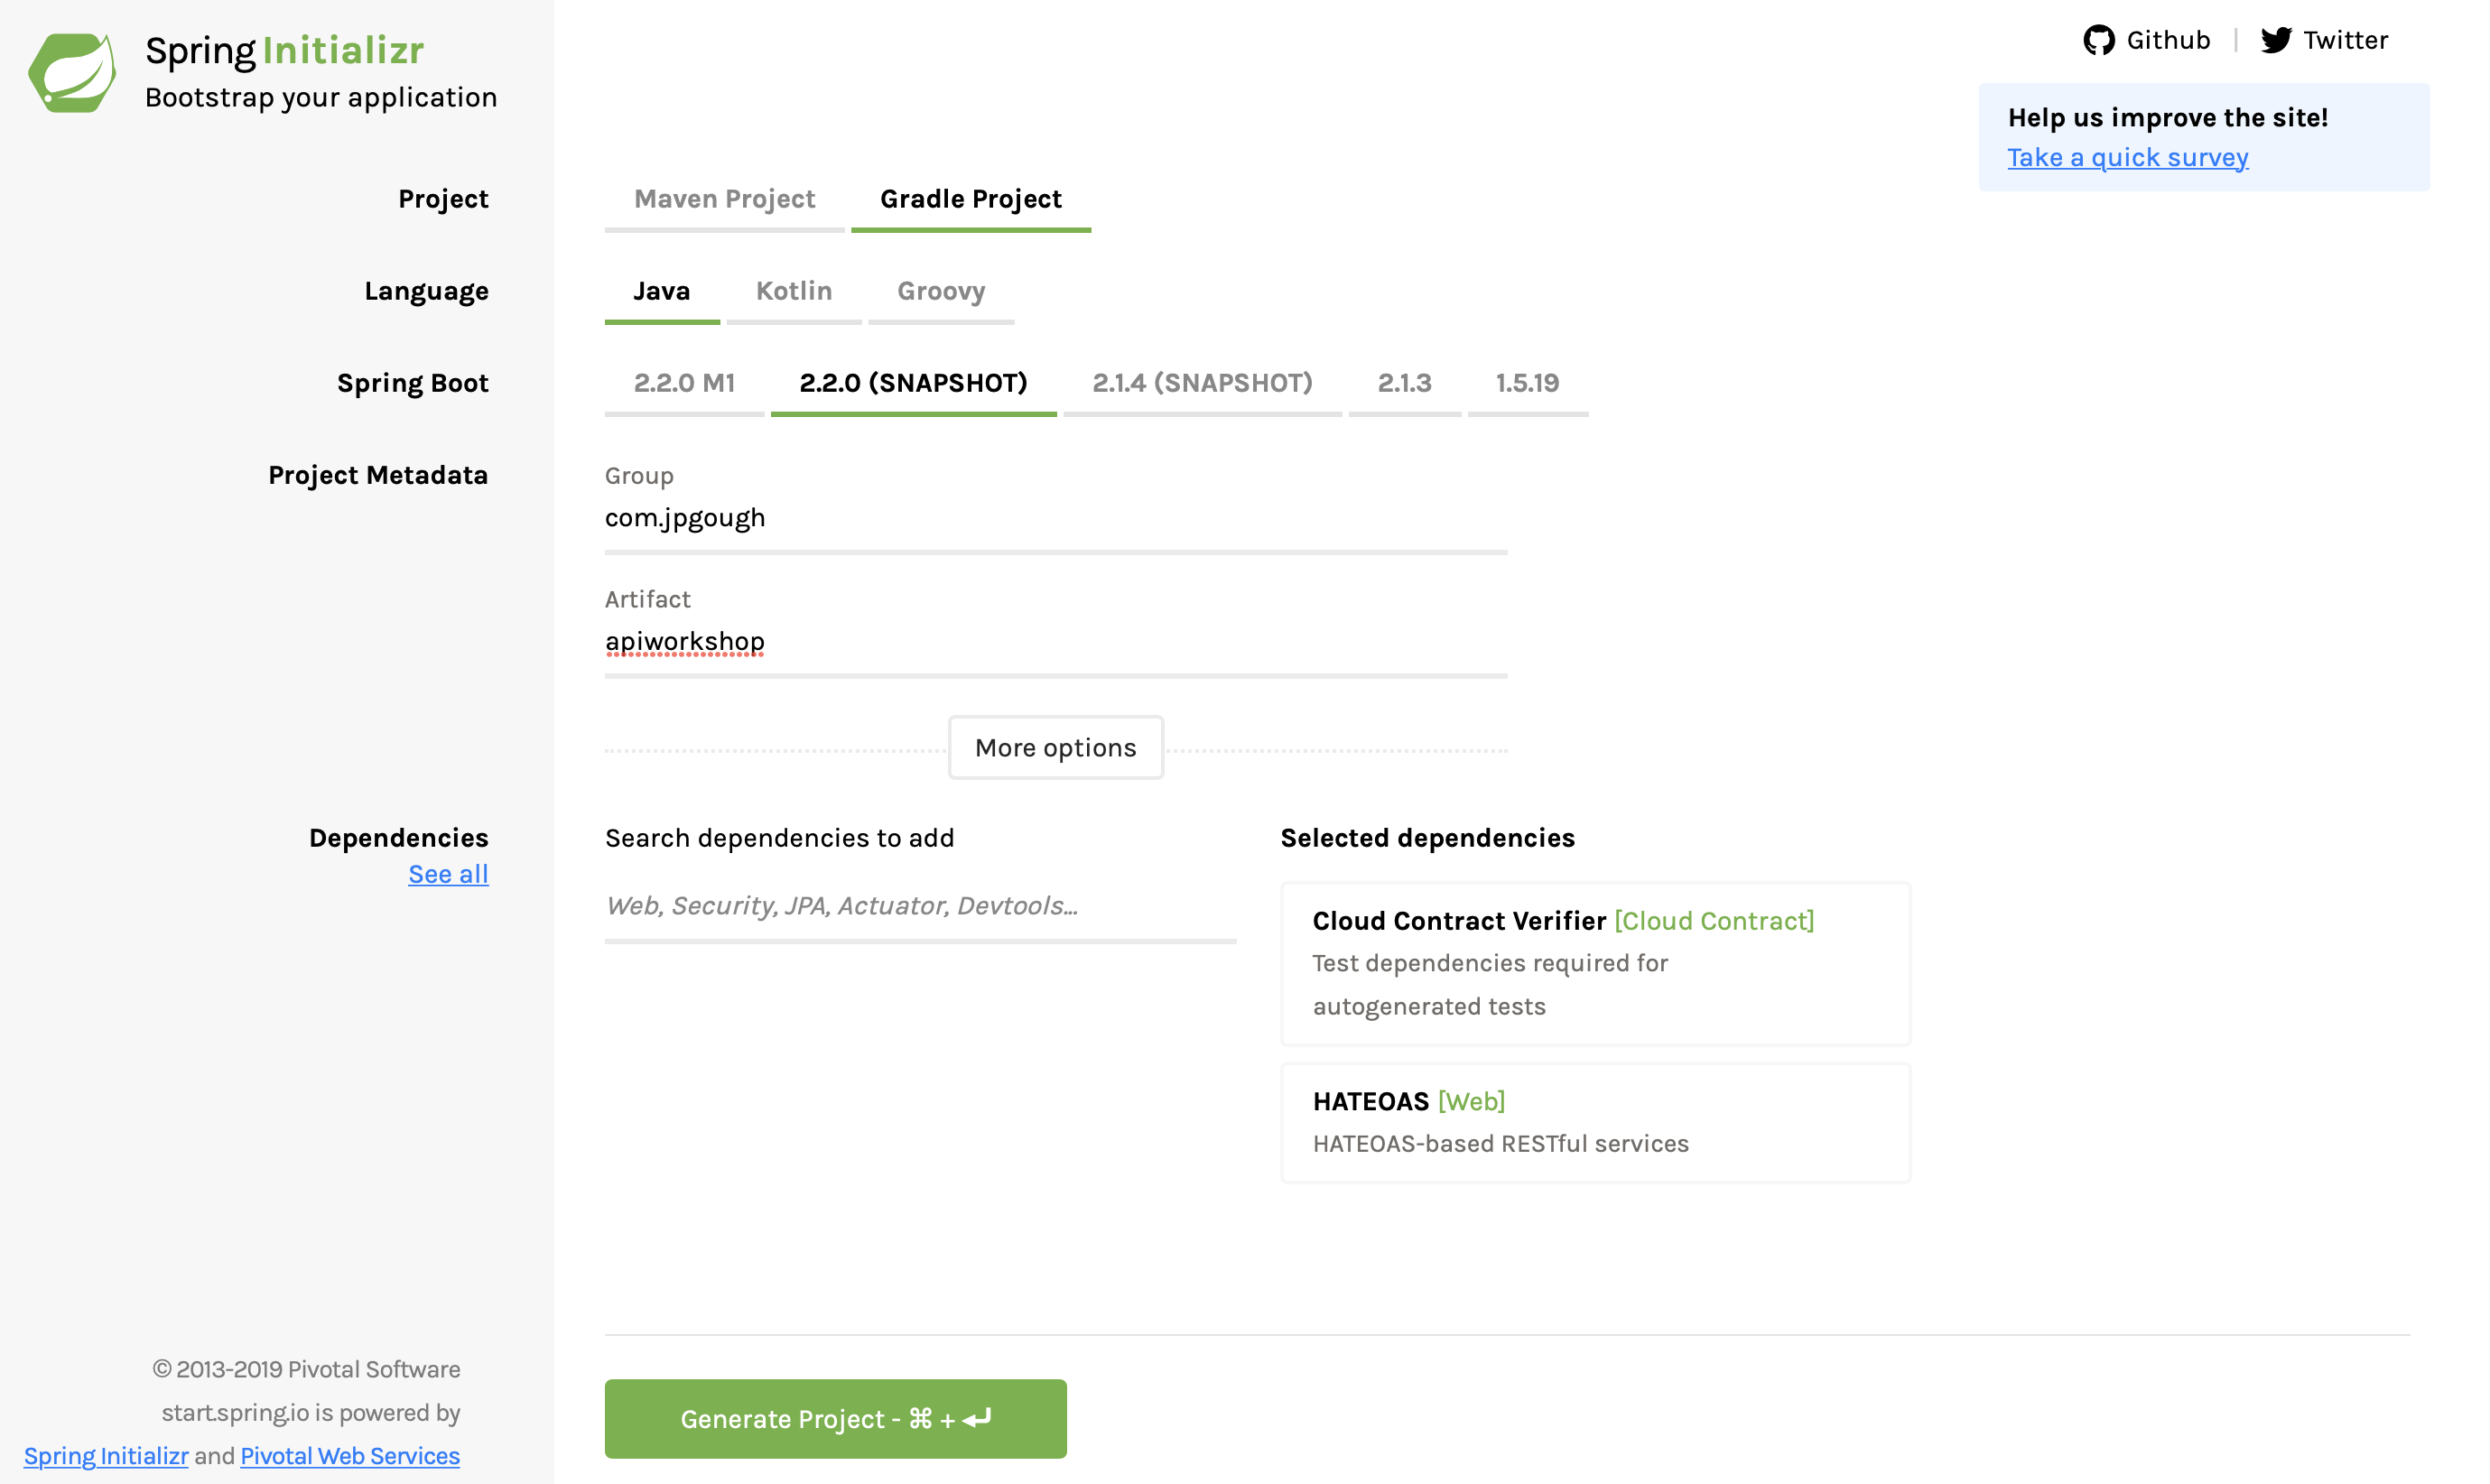 Spring Initializr
Bootstrap your application
Github | Twitter
Help us improve the site!
Take a quick survey
Project
Maven Project
Gradle Project
Language
Java
Kotlin
Groovy
Spring Boot
2.2.0 M1
2.2.0 (SNAPSHOT)
2.1.4 (SNAPSHOT)
2.1.3
1.5.19
Project Metadata
Group
com.jpgough
Artifact
apiworkshop
More options
Dependencies
See all
Search dependencies to add
Web, Security, JPA, Actuator, Devtools...
Selected dependencies
Cloud Contract Verifier [Cloud Contract]
Test dependencies required for
autogenerated tests
HATEOAS [Web]
HATEOAS-based RESTful services
© 2013-2019 Pivotal Software
start.spring.io is powered by
Spring Initializr and Pivotal Web Services
Generate Project - ⌘ + ↵